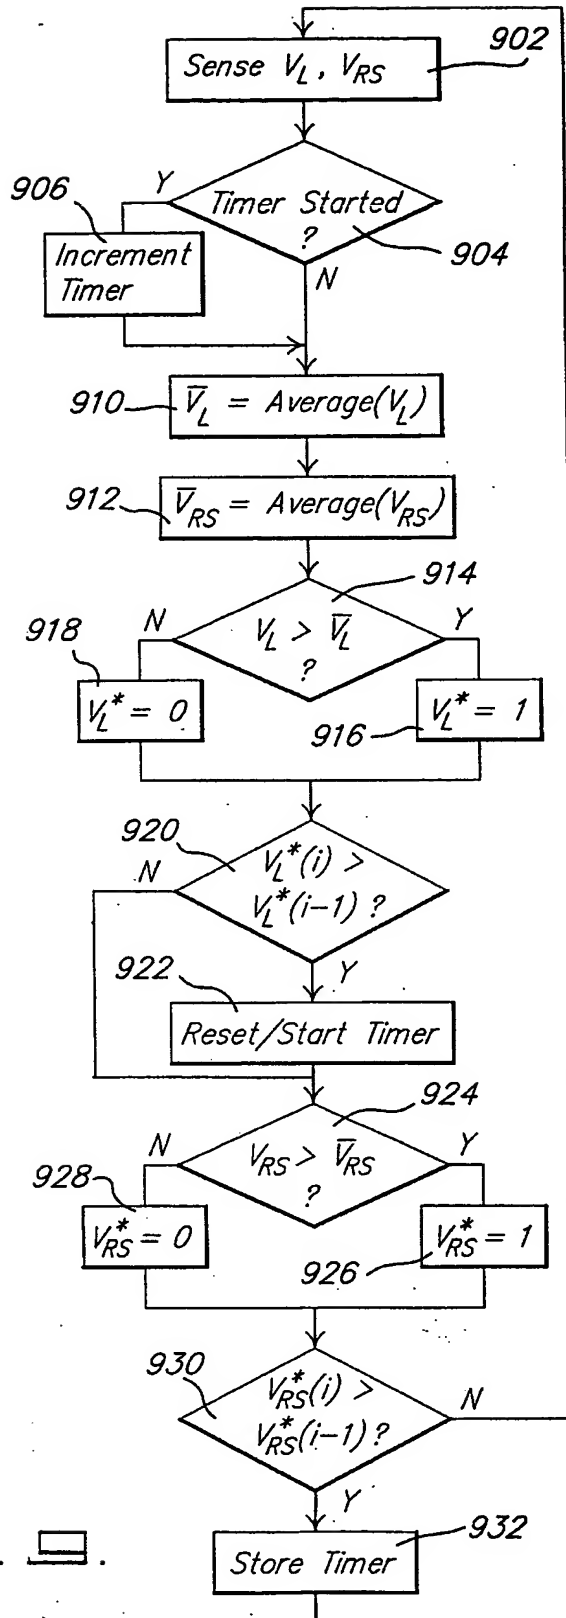 902
Sense V_L, V_RS
906
Y
Timer Started
?
904
Increment
Timer
N
910
V̅_L = Average(V_L)
912
V̅_RS = Average(V_RS)
914
N
V_L > V̅_L
?
Y
918
V_L* = 0
916
V_L* = 1
920
N
V_L*(i) >
V_L*(i-1) ?
Y
922
Reset/Start Timer
924
N
V_RS > V̅_RS
?
Y
928
V_RS* = 0
926
V_RS* = 1
930
V_RS*(i) >
V_RS*(i-1) ?
N
Y
932
Store Timer